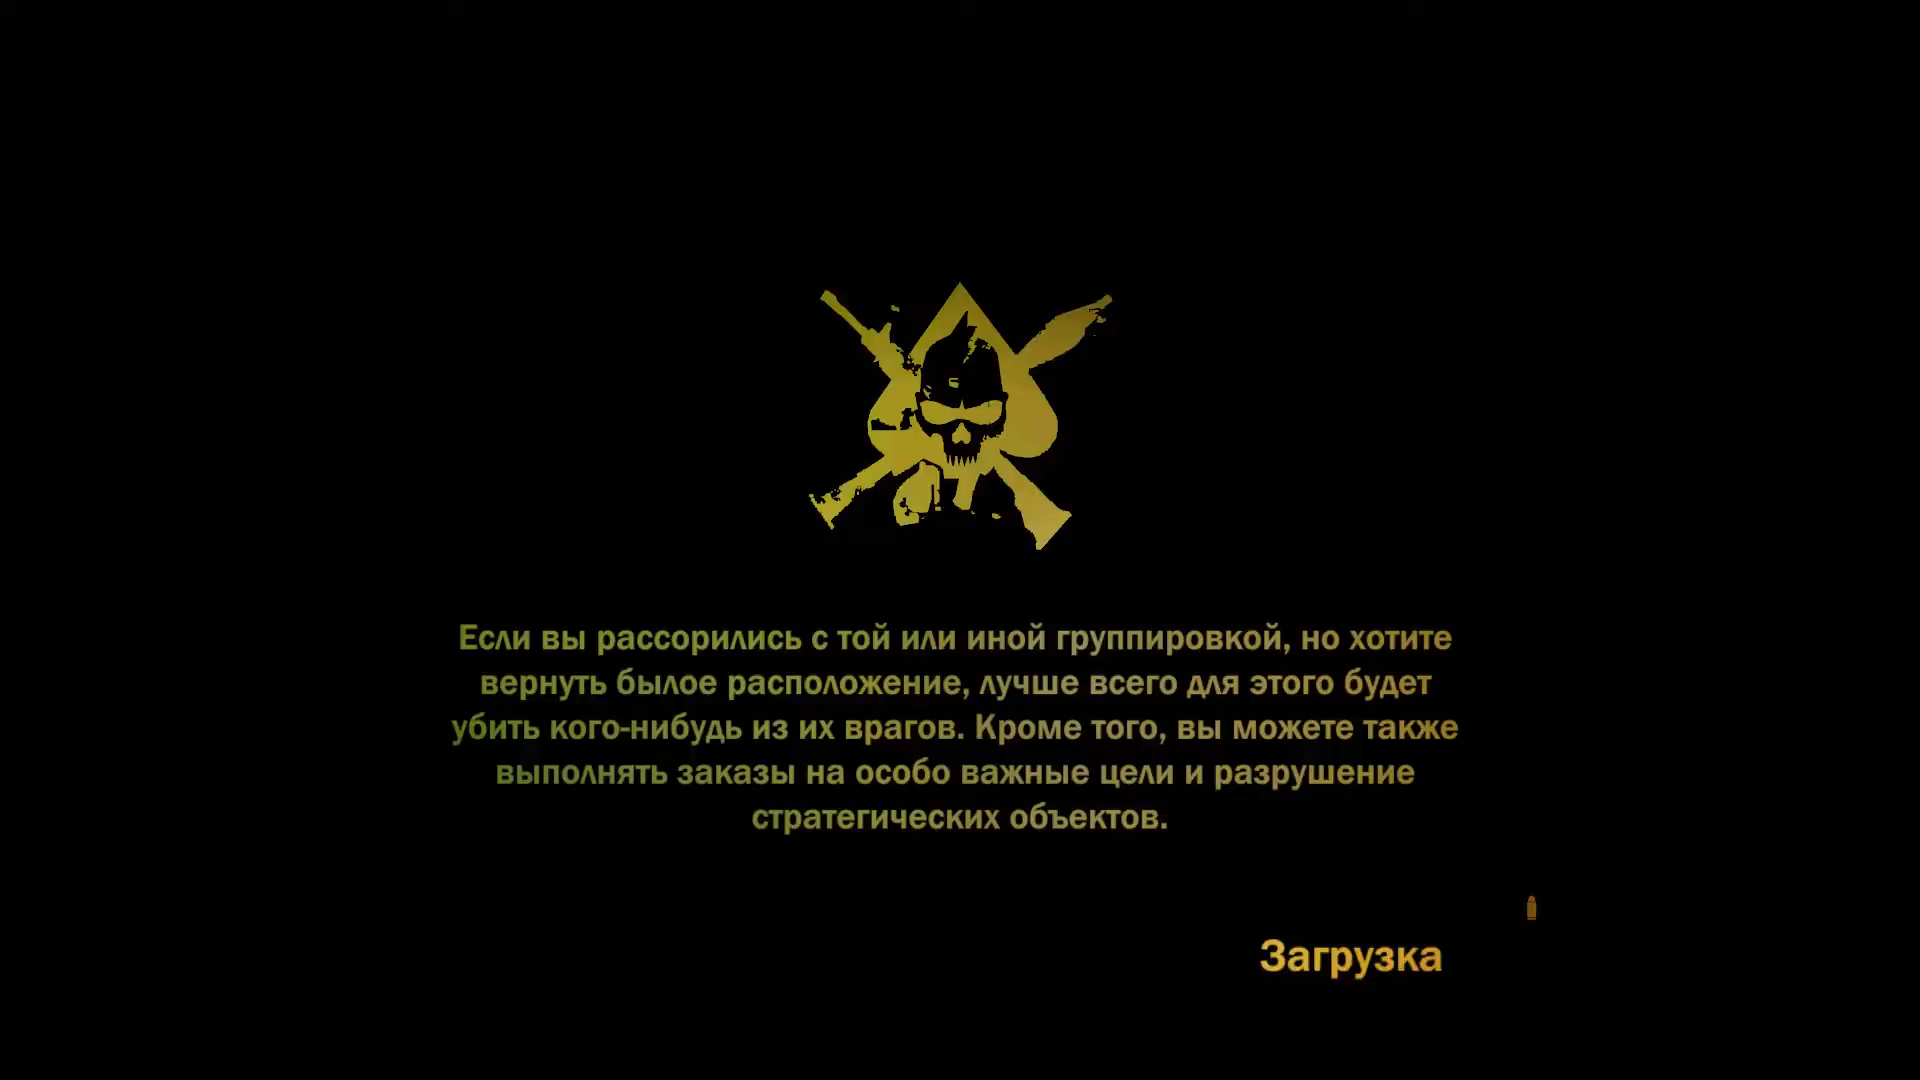 Если вы рассорились с той или иной группировкой, но хотите
вернуть былое расположение, лучше всего для этого будет
убить кого-нибудь из их врагов. Кроме того, вы можете также
выполнять заказы на особо важные цели и разрушение
стратегических объектов.
Загрузка